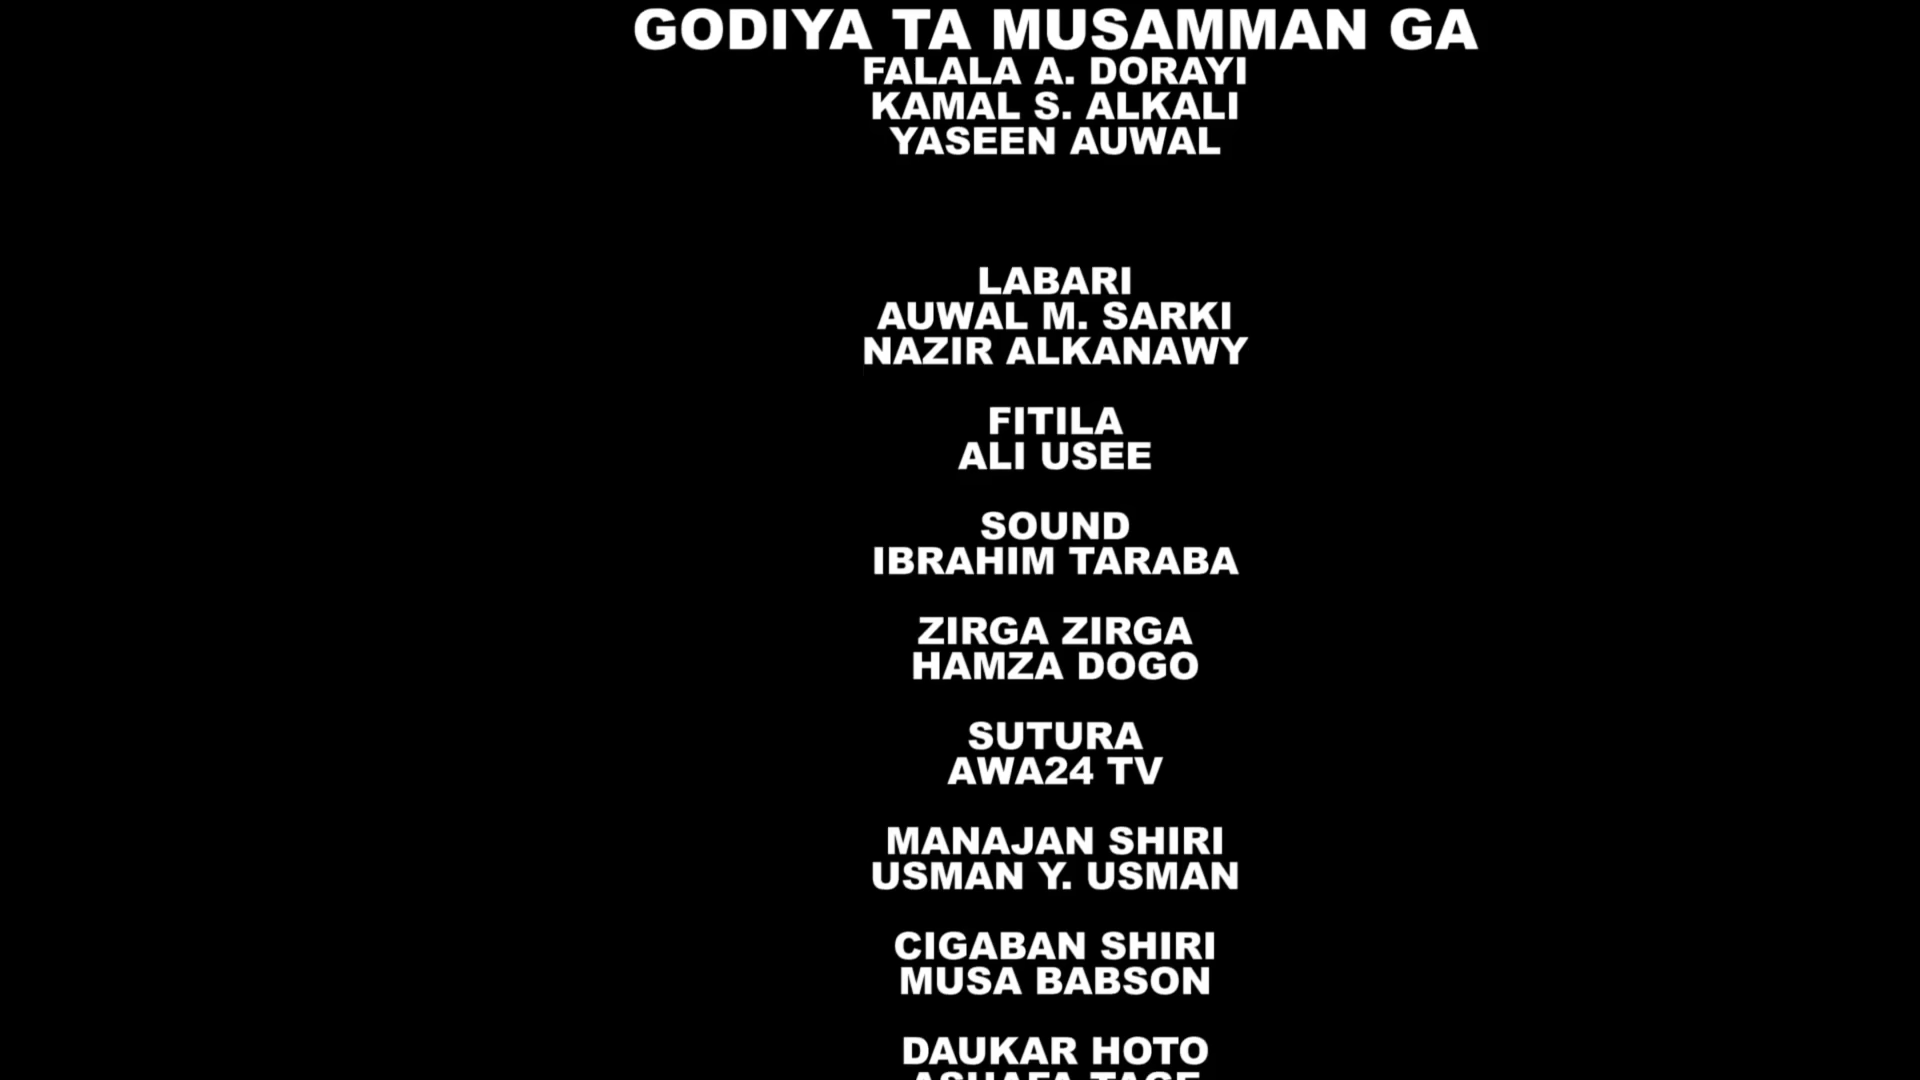 GODIYA TA MUSAMMAN GA
FALALA A. DORAYI
KAMAL S. ALKALI
YASEEN AUWAL
LABARI
AUWAL M. SARKI
NAZIR ALKANAWY
FITILA
ALI USEE
SOUND
IBRAHIM TARABA
ZIRGA ZIRGA
HAMZA DOGO
SUTURA
AWA24 TV
MANAJAN SHIRI
USMAN Y. USMAN
CIGABAN SHIRI
MUSA BABSON
DAUKAR HOTO